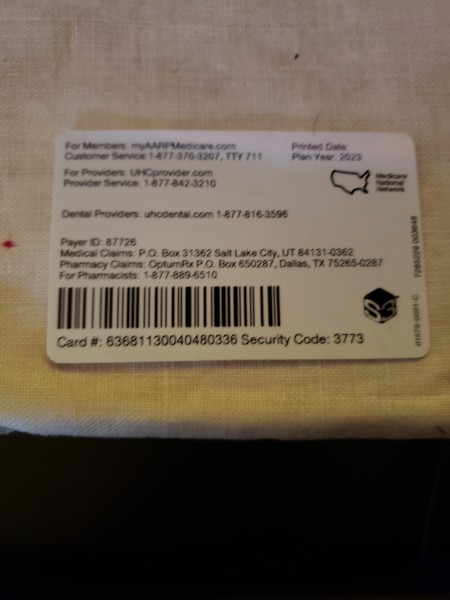 For Members: myAARPMedicare.com
Customer Service:1-877-370-3207, TTY 711
Printed Date:
Plan Year: 2023
For Providers: UHCprovider.com
Provider Service: 1-877-842-3210
Medicare
National
Network
Dental Providers: uhcdental.com 1-877-816-3596
Payer ID: 87726
Medical Claims: P.O. Box 31362 Salt Lake City, UT 84131-0362
Pharmacy Claims: OptumRx P.O. Box 650287, Dallas, TX 75265-0287
For Pharmacists: 1-877-889-6510
Card #: 63681130040480336 Security Code: 3773